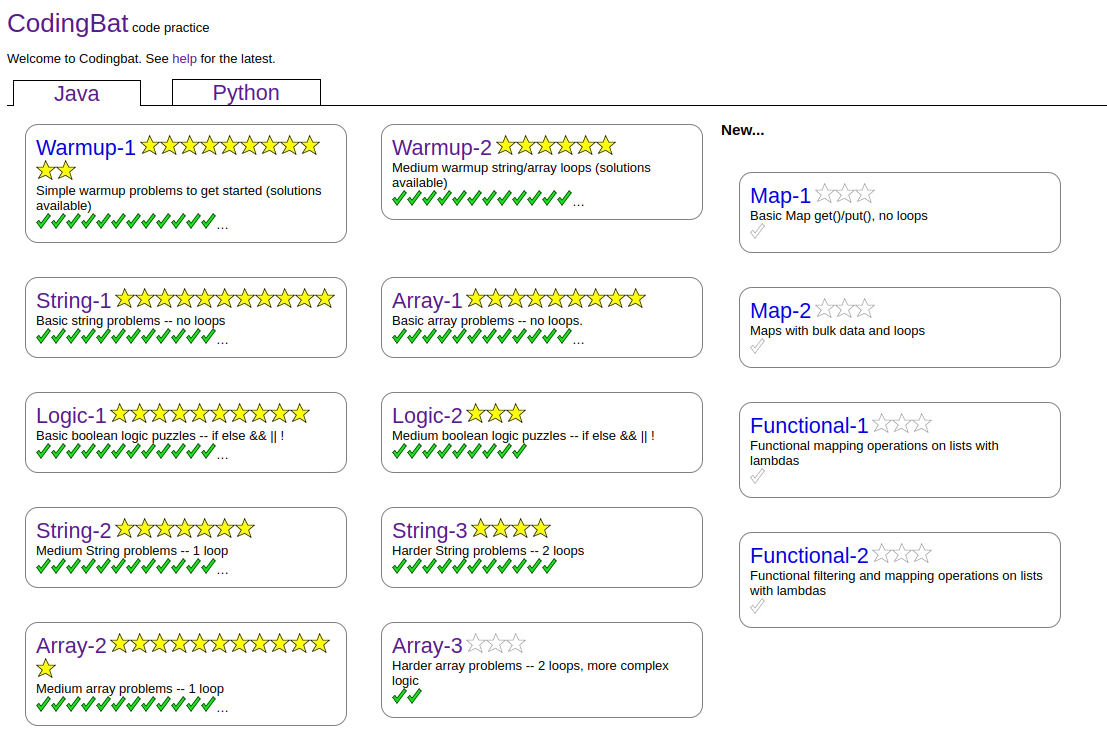 CodingBat code practice
Welcome to Codingbat. See help for the latest.
Java
Python
Warmup-1
Simple warmup problems to get started (solutions
available)
...
Warmup-2
Medium warmup string/array loops (solutions
available)
...
String-1
Basic string problems -- no loops
...
Array-1
Basic array problems -- no loops.
...
Logic-1
Basic boolean logic puzzles -- if else && || !
...
Logic-2
Medium boolean logic puzzles -- if else && || !
String-2
Medium String problems -- 1 loop
...
String-3
Harder String problems -- 2 loops
Array-2
Medium array problems -- 1 loop
...
Array-3
Harder array problems -- 2 loops, more complex
logic
New...
Map-1
Basic Map get()/put(), no loops
Map-2
Maps with bulk data and loops
Functional-1
Functional mapping operations on lists with
lambdas
Functional-2
Functional filtering and mapping operations on lists
with lambdas